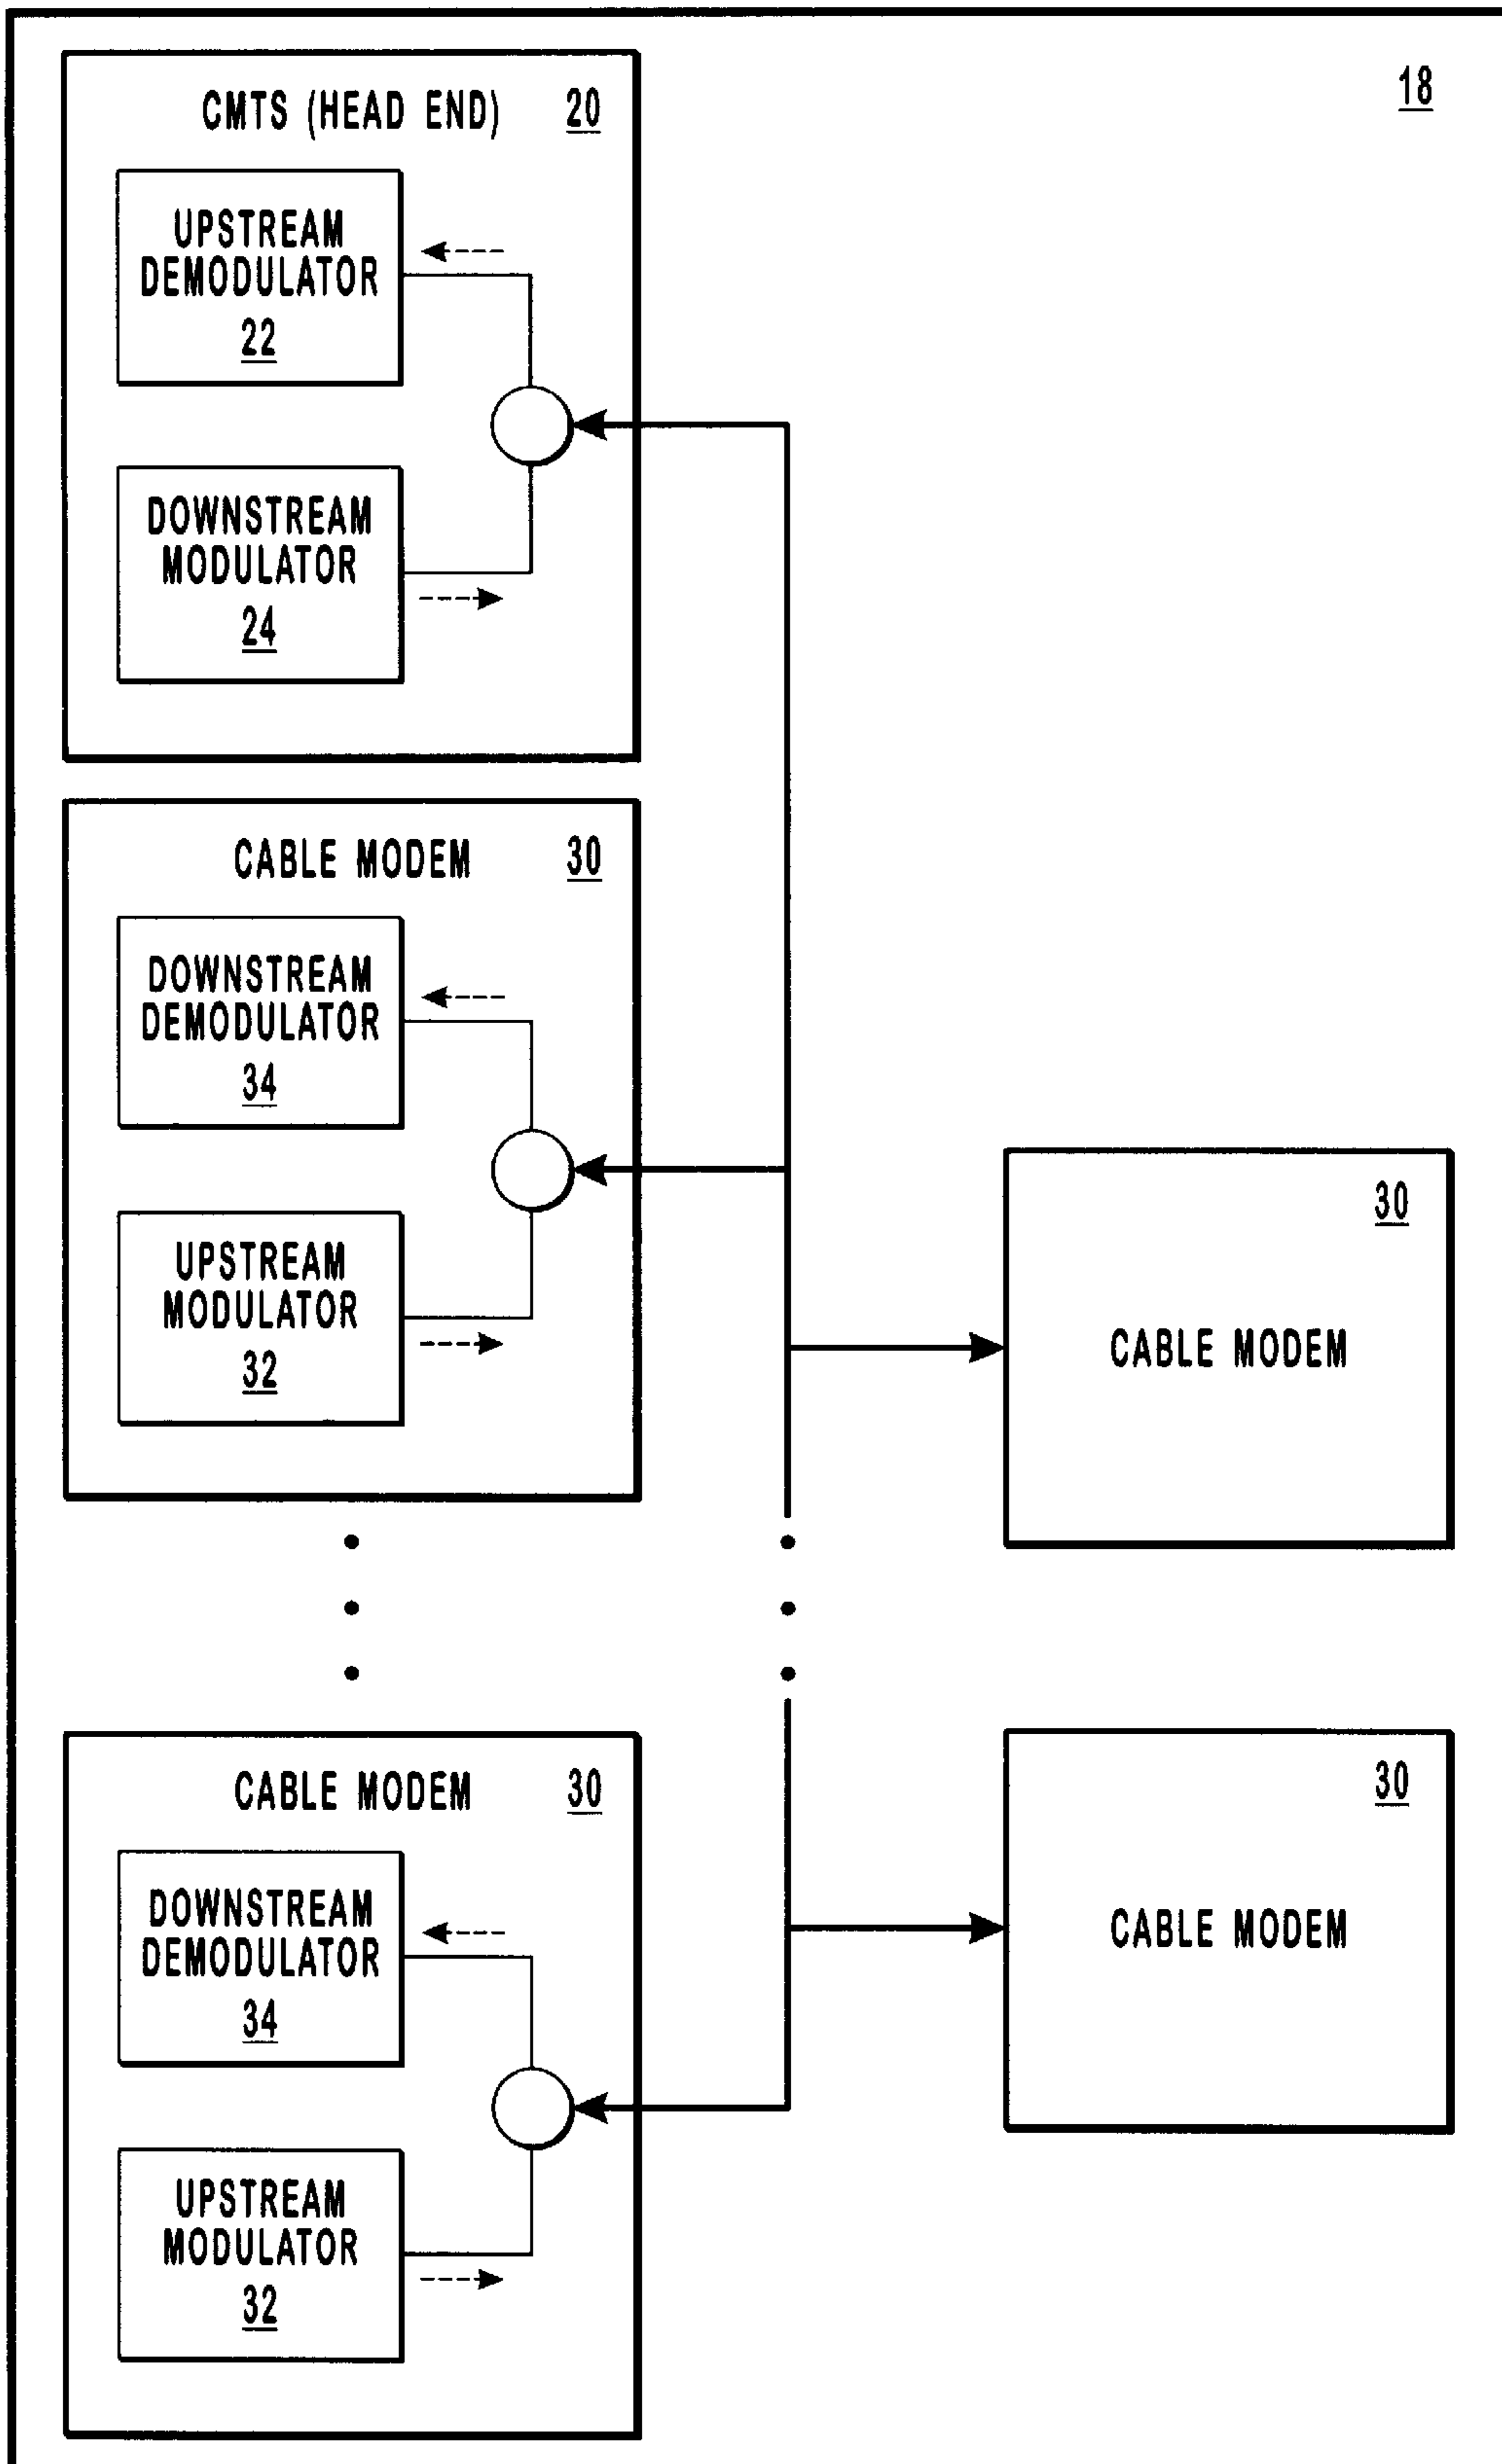 18
CMTS (HEAD END) 20
UPSTREAM
DEMODULATOR
22
DOWNSTREAM
MODULATOR
24
CABLE MODEM 30
DOWNSTREAM
DEMODULATOR
34
UPSTREAM
MODULATOR
32
30
CABLE MODEM
CABLE MODEM 30
DOWNSTREAM
DEMODULATOR
34
UPSTREAM
MODULATOR
32
30
CABLE MODEM